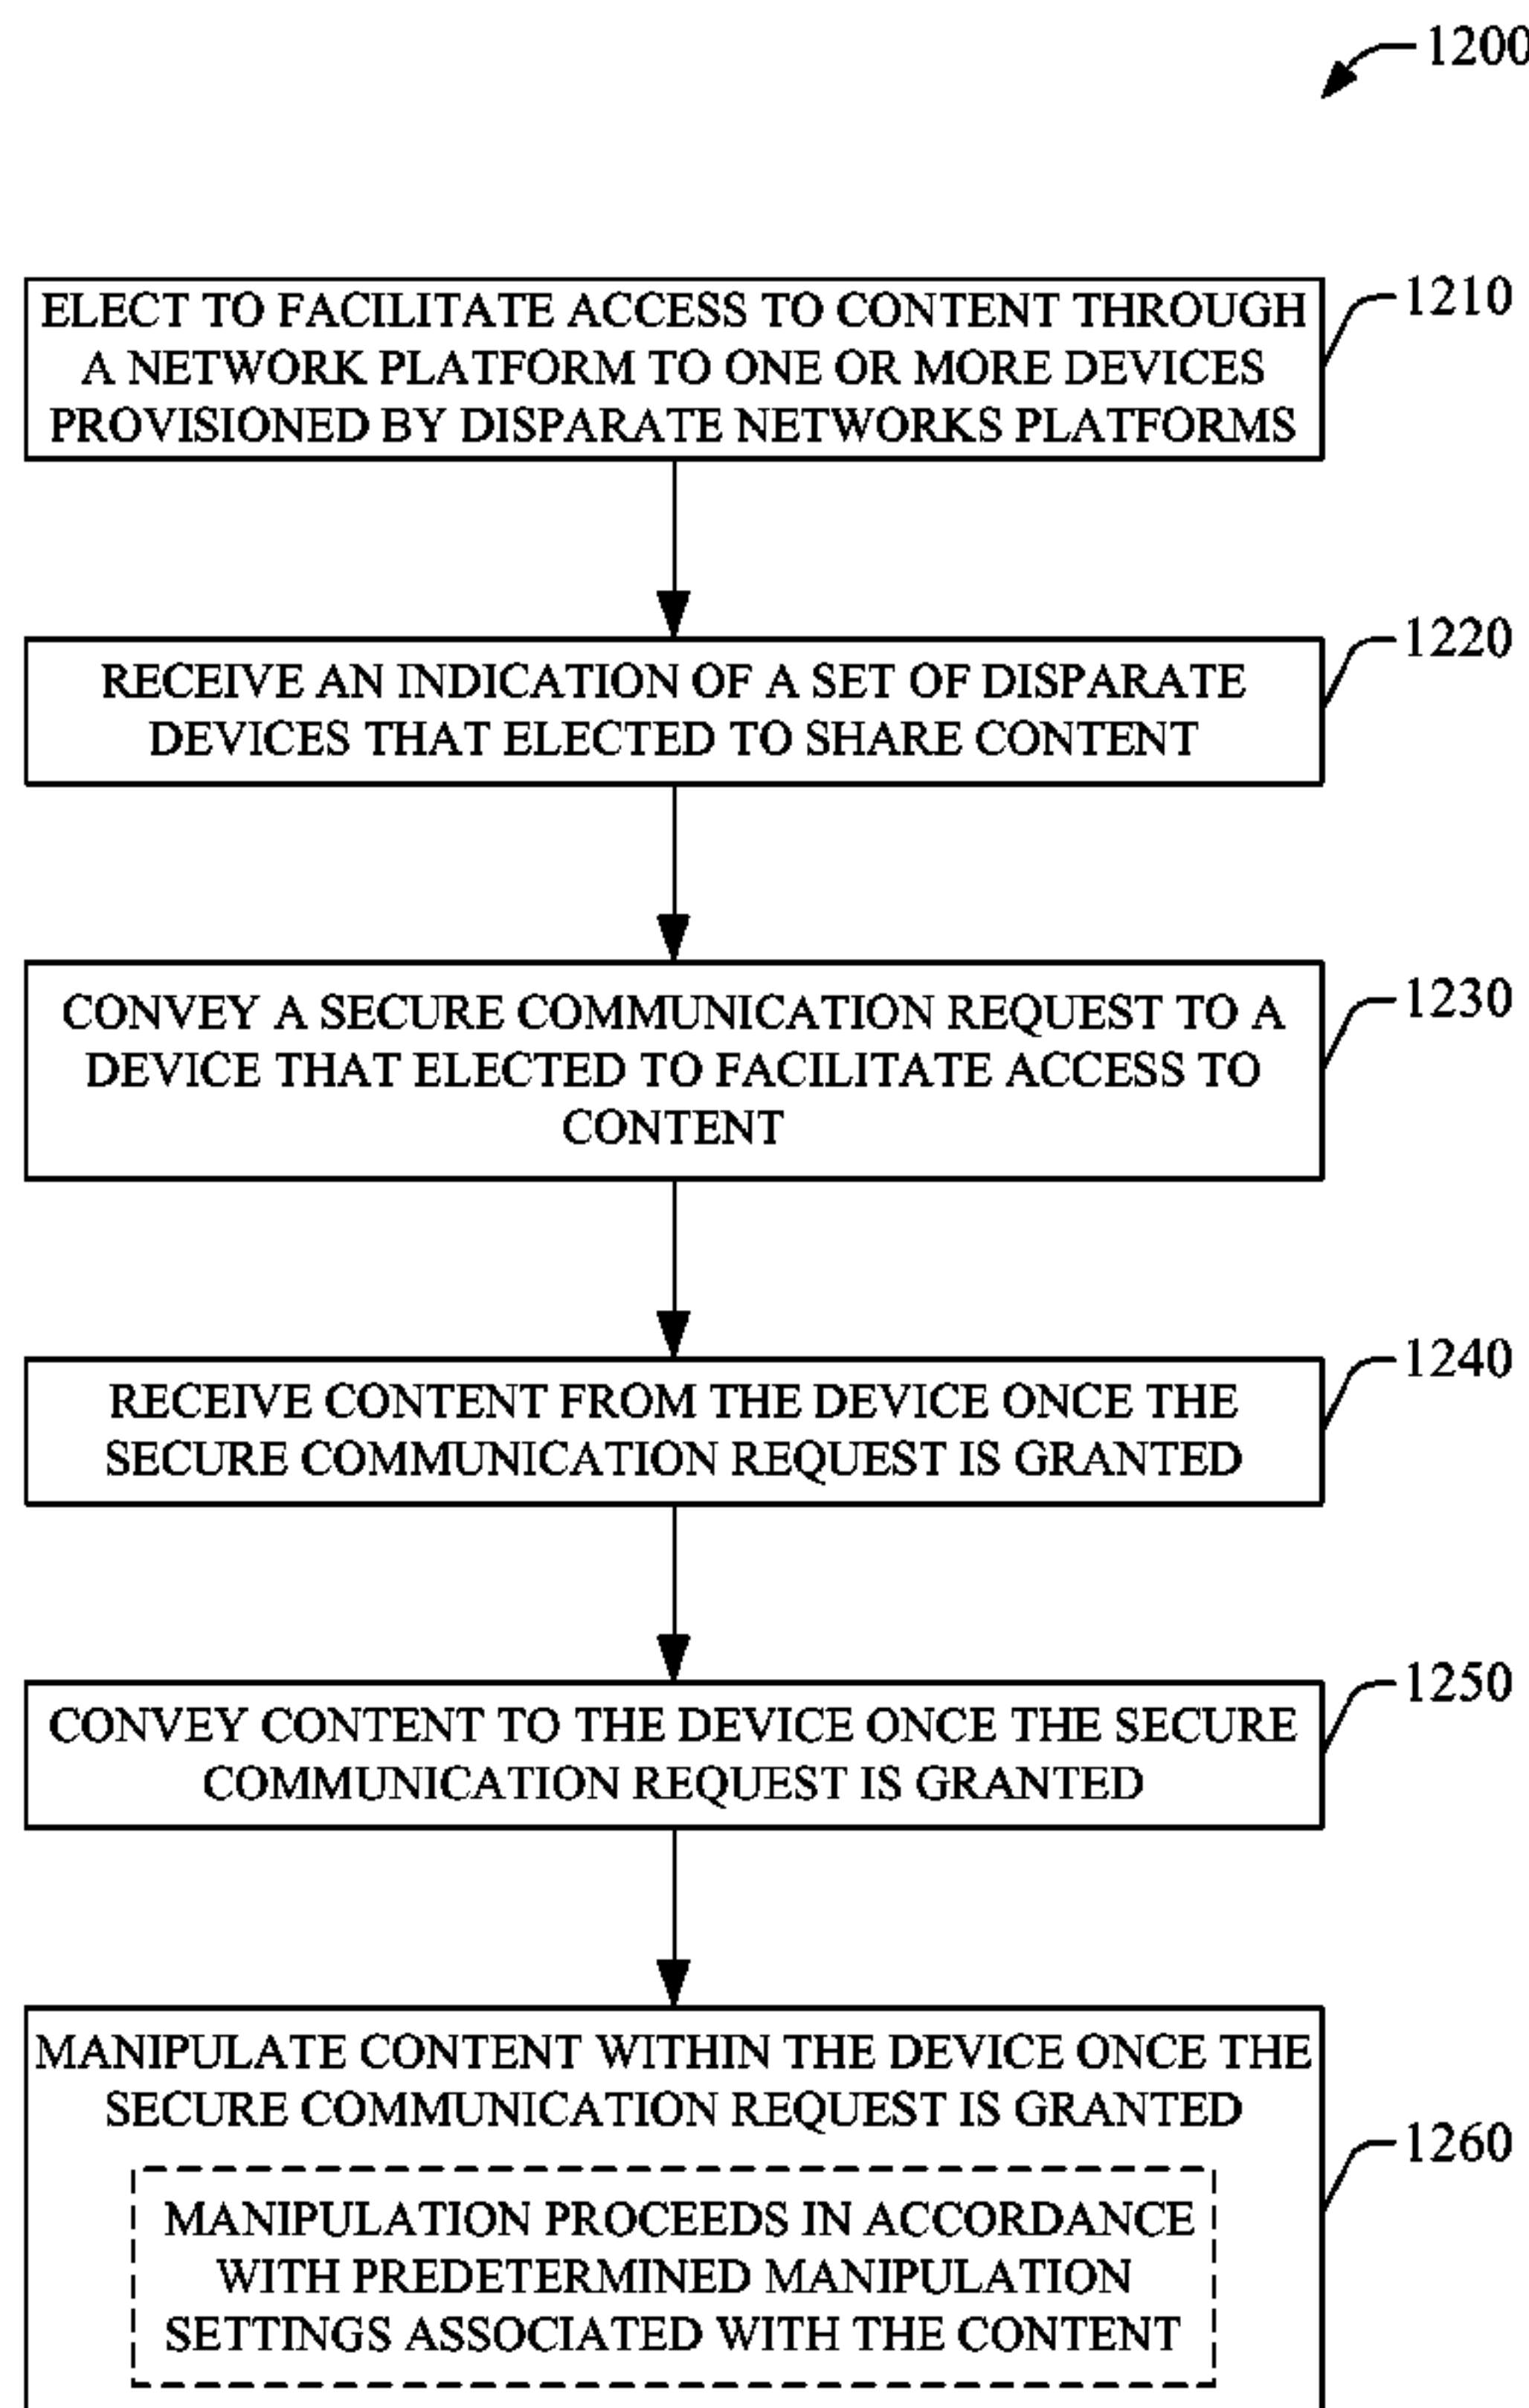 1200
ELECT TO FACILITATE ACCESS TO CONTENT THROUGH
A NETWORK PLATFORM TO ONE OR MORE DEVICES
PROVISIONED BY DISPARATE NETWORKS PLATFORMS
1210
RECEIVE AN INDICATION OF A SET OF DISPARATE
DEVICES THAT ELECTED TO SHARE CONTENT
1220
CONVEY A SECURE COMMUNICATION REQUEST TO A
DEVICE THAT ELECTED TO FACILITATE ACCESS TO
CONTENT
1230
RECEIVE CONTENT FROM THE DEVICE ONCE THE
SECURE COMMUNICATION REQUEST IS GRANTED
1240
CONVEY CONTENT TO THE DEVICE ONCE THE SECURE
COMMUNICATION REQUEST IS GRANTED
1250
MANIPULATE CONTENT WITHIN THE DEVICE ONCE THE
SECURE COMMUNICATION REQUEST IS GRANTED
1260
MANIPULATION PROCEEDS IN ACCORDANCE
WITH PREDETERMINED MANIPULATION
SETTINGS ASSOCIATED WITH THE CONTENT